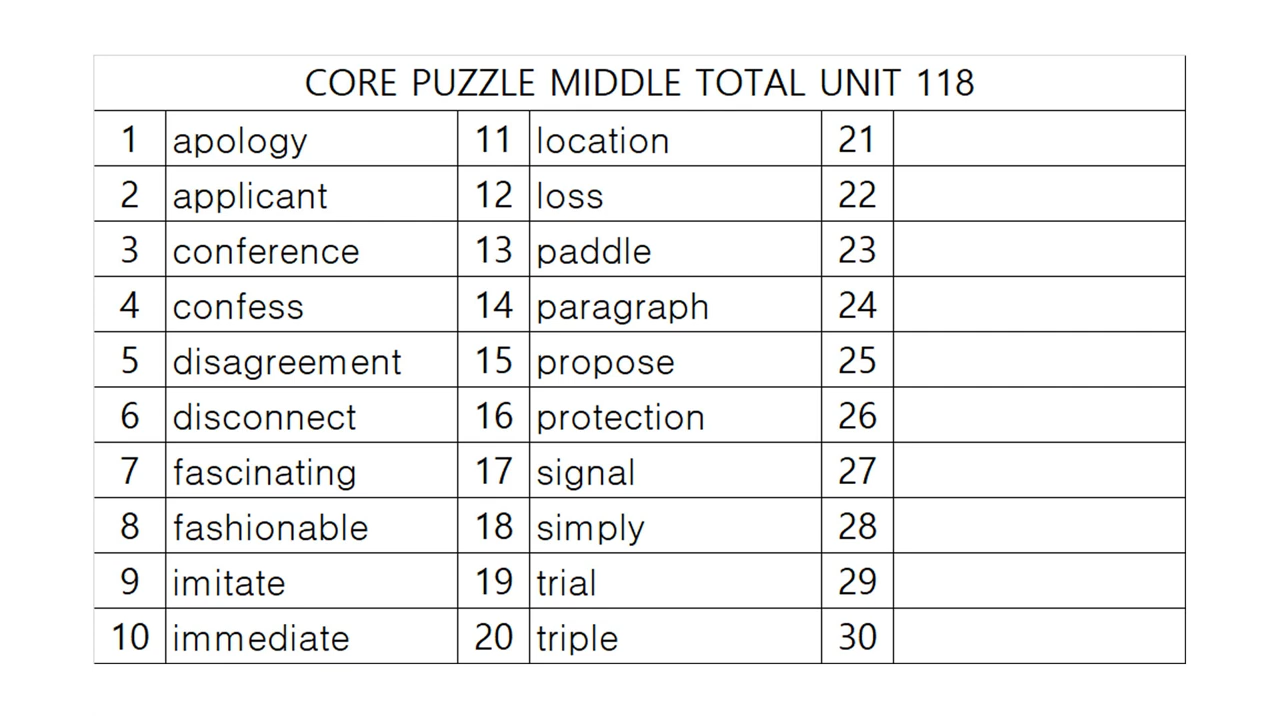 CORE PUZZLE MIDDLE TOTAL UNIT 118
1 apology 11 location 21
2 applicant 12 loss 22
3 conference 13 paddle 23
4 confess 14 paragraph 24
5 disagreement 15 propose 25
6 disconnect 16 protection 26
7 fascinating 17 signal 27
8 fashionable 18 simply 28
9 imitate 19 trial 29
10 immediate 20 triple 30